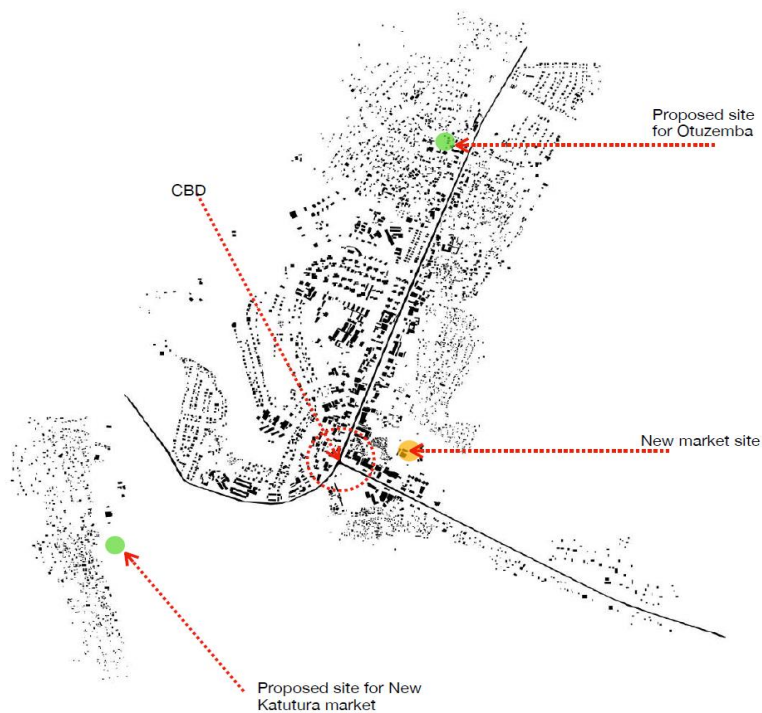 Proposed site
for Otuzemba
CBD
New market site
Proposed site for New
Katutura market